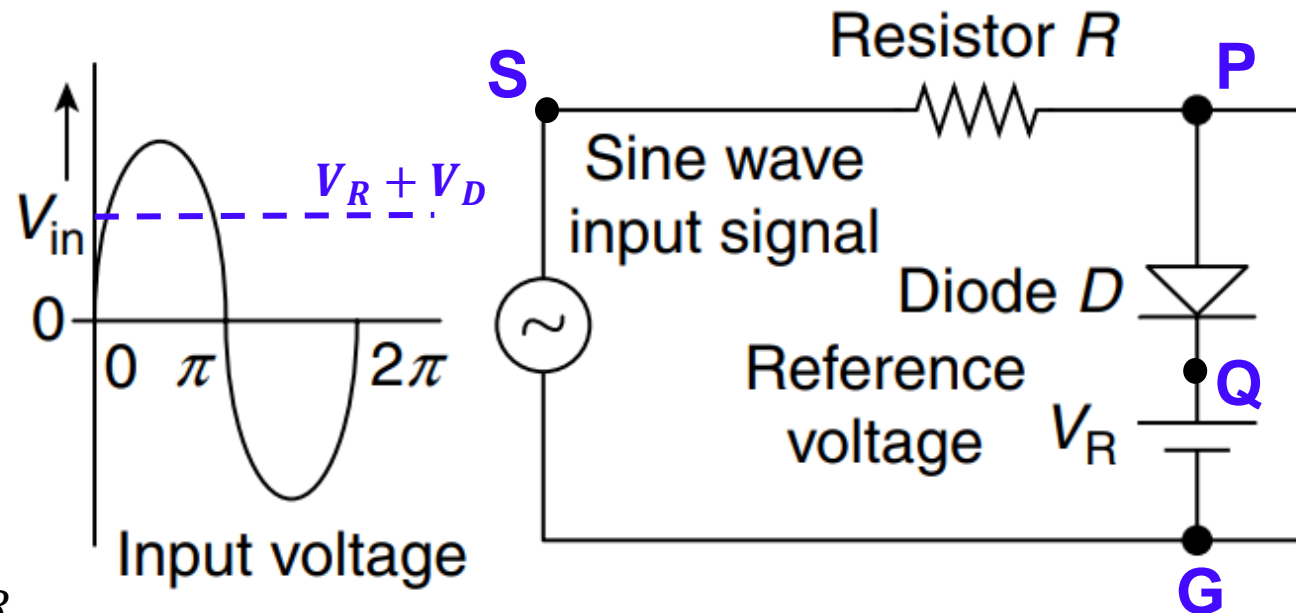 V_in
0
0 π 2π
Input voltage
V_R + V_D
S
Resistor R
P
Sine wave
input signal
~
Diode D
Reference
voltage
V_R
Q
G
R